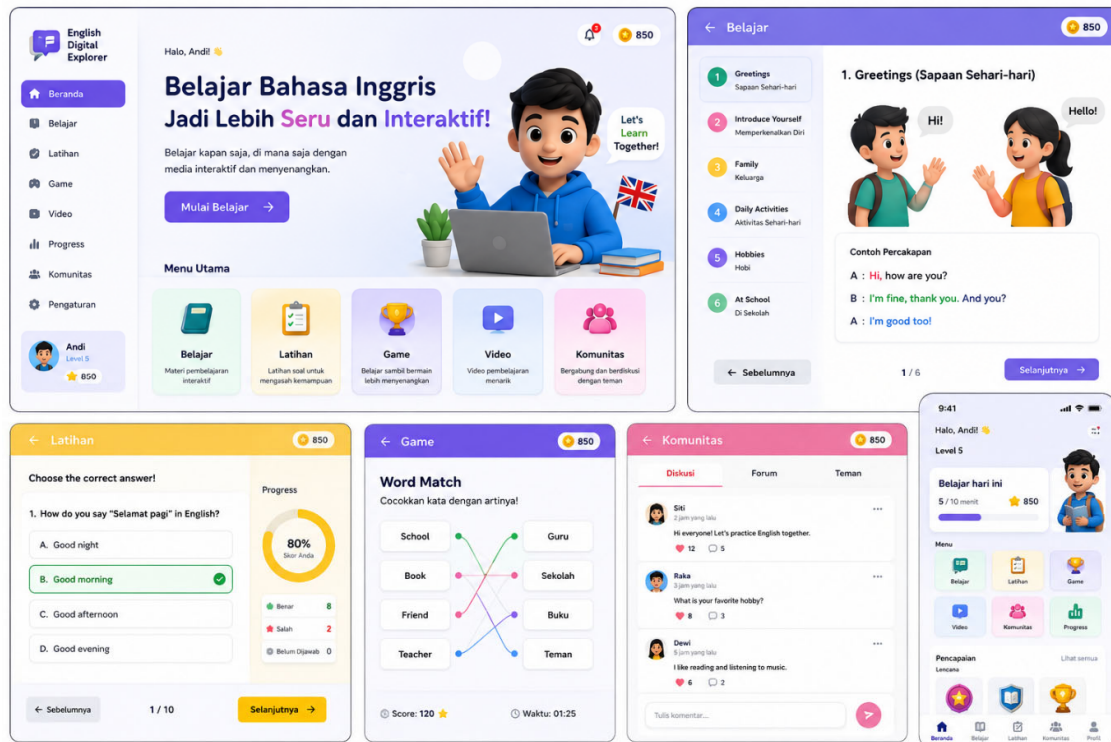 English
Digital
Explorer
Beranda
Belajar
Latihan
Game
Video
Progress
Komunitas
Pengaturan
Andi
Level 5
850
Halo, Andi!
3
850
Belajar Bahasa Inggris
Jadi Lebih Seru dan Interaktif!
Belajar kapan saja, di mana saja dengan
media interaktif dan menyenangkan.
Mulai Belajar →
Let's
Learn
Together!
Menu Utama
Belajar
Materi pembelajaran
interaktif
Latihan
Latihan soal untuk
mengasah kemampuan
Game
Belajar sambil bermain
lebih menyenangkan
Video
Video pembelajaran
menarik
Komunitas
Bergabung dan berdiskusi
dengan teman
← Belajar
850
1 Greetings
Sapaan Sehari-hari
2 Introduce Yourself
Memperkenalkan Diri
3 Family
Keluarga
4 Daily Activities
Aktivitas Sehari-hari
5 Hobbies
Hobi
6 At School
Di Sekolah
← Sebelumnya
1. Greetings (Sapaan Sehari-hari)
Hi!
Hello!
Contoh Percakapan
A : Hi, how are you?
B : I'm fine, thank you. And you?
A : I'm good too!
1 / 6
Selanjutnya →
← Latihan
850
Choose the correct answer!
1. How do you say "Selamat pagi" in English?
A. Good night
B. Good morning
C. Good afternoon
D. Good evening
Progress
80%
Skor Anda
Benar 8
Salah 2
Belum Dijawab 0
← Sebelumnya
1 / 10
Selanjutnya →
← Game
850
Word Match
Cocokkan kata dengan artinya!
School Guru
Book Sekolah
Friend Buku
Teacher Teman
Score: 120
Waktu: 01:25
← Komunitas
850
Diskusi Forum Teman
Siti
2 jam yang lalu
Hi everyone! Let's practice English together.
12 5
Raka
3 jam yang lalu
What is your favorite hobby?
8 3
Dewi
5 jam yang lalu
I like reading and listening to music.
6 2
Tulis komentar...
9:41
Halo, Andi!
Level 5
Belajar hari ini
5 / 10 menit
850
Menu
Belajar
Latihan
Game
Video
Komunitas
Progress
Pencapaian
Lihat semua
Lencana
Beranda
Belajar
Latihan
Komunitas
Profil